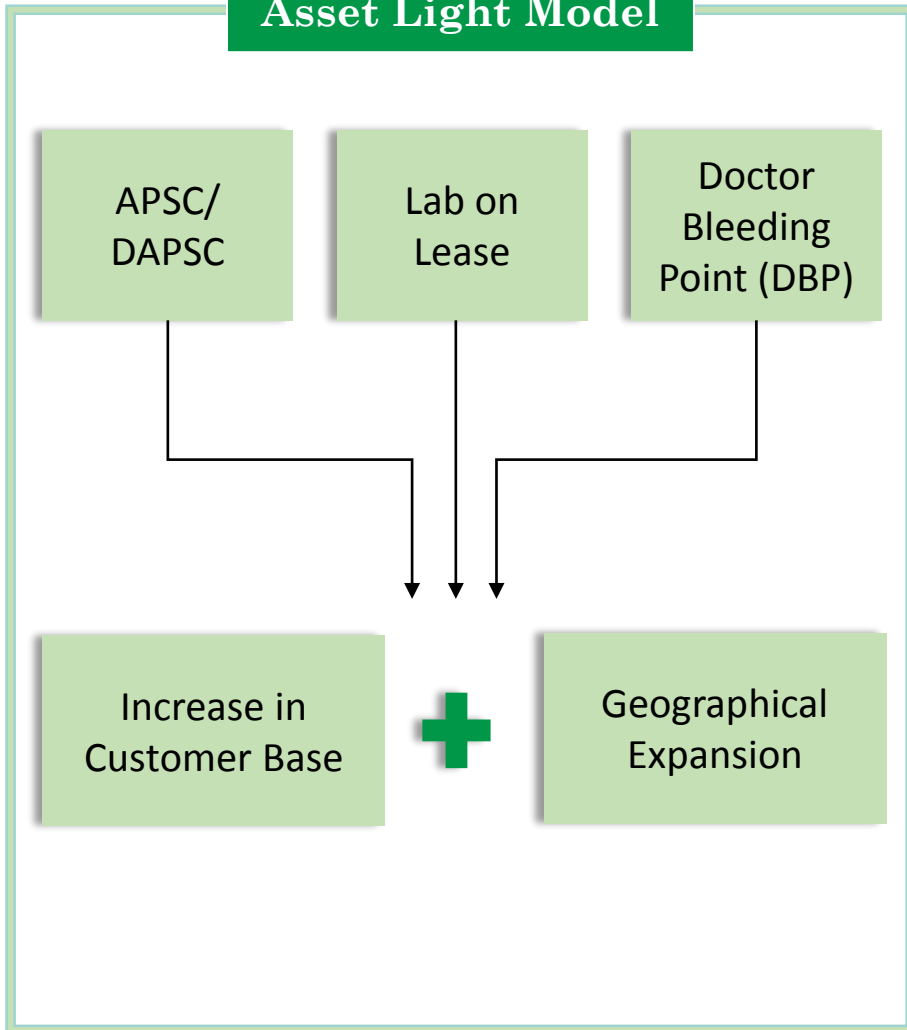 Asset Light Model
APSC/
DAPSC
Lab on
Lease
Doctor
Bleeding
Point (DBP)
Increase in
Customer Base
Geographical
Expansion